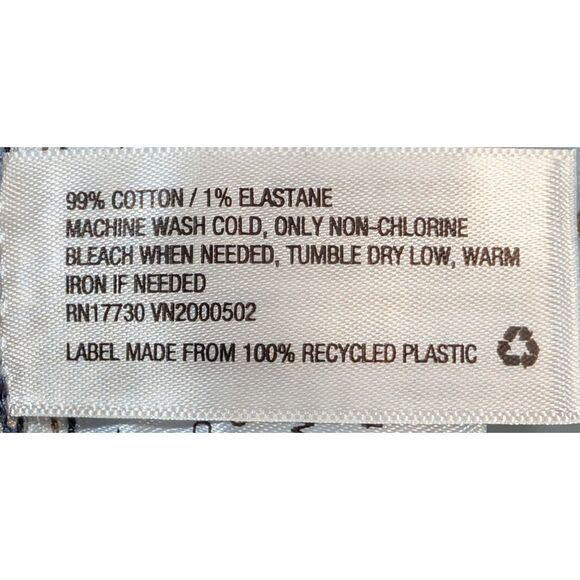 99% COTTON / 1% ELASTANE
MACHINE WASH COLD, ONLY NON-CHLORINE
BLEACH WHEN NEEDED, TUMBLE DRY LOW, WARM
IRON IF NEEDED
RN17730 VN2000502
LABEL MADE FROM 100% RECYCLED PLASTIC